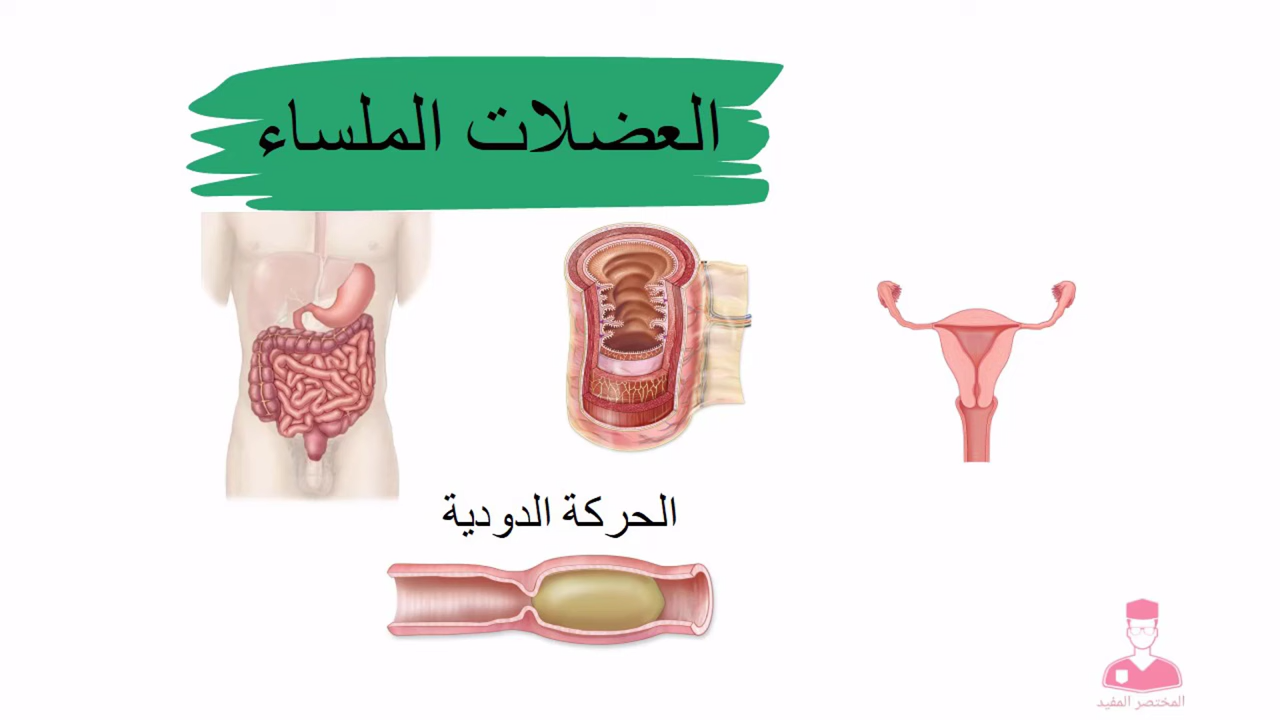 العضلات الملساء
الحركة الدودية
المختصر المفيد